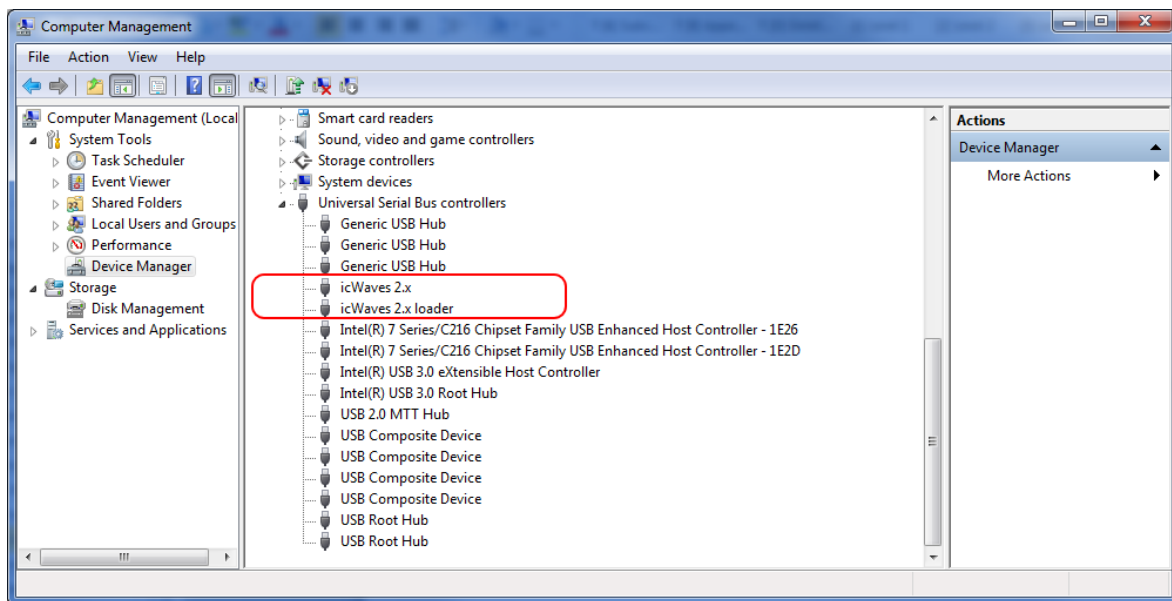 Computer Management
File Action View Help
Computer Management (Local
System Tools
Task Scheduler
Event Viewer
Shared Folders
Local Users and Groups
Performance
Device Manager
Storage
Disk Management
Services and Applications
Smart card readers
Sound, video and game controllers
Storage controllers
System devices
Universal Serial Bus controllers
Generic USB Hub
Generic USB Hub
Generic USB Hub
icWaves 2.x
icWaves 2.x loader
Intel(R) 7 Series/C216 Chipset Family USB Enhanced Host Controller - 1E26
Intel(R) 7 Series/C216 Chipset Family USB Enhanced Host Controller - 1E2D
Intel(R) USB 3.0 eXtensible Host Controller
Intel(R) USB 3.0 Root Hub
USB 2.0 MTT Hub
USB Composite Device
USB Composite Device
USB Composite Device
USB Composite Device
USB Root Hub
USB Root Hub
Actions
Device Manager
More Actions